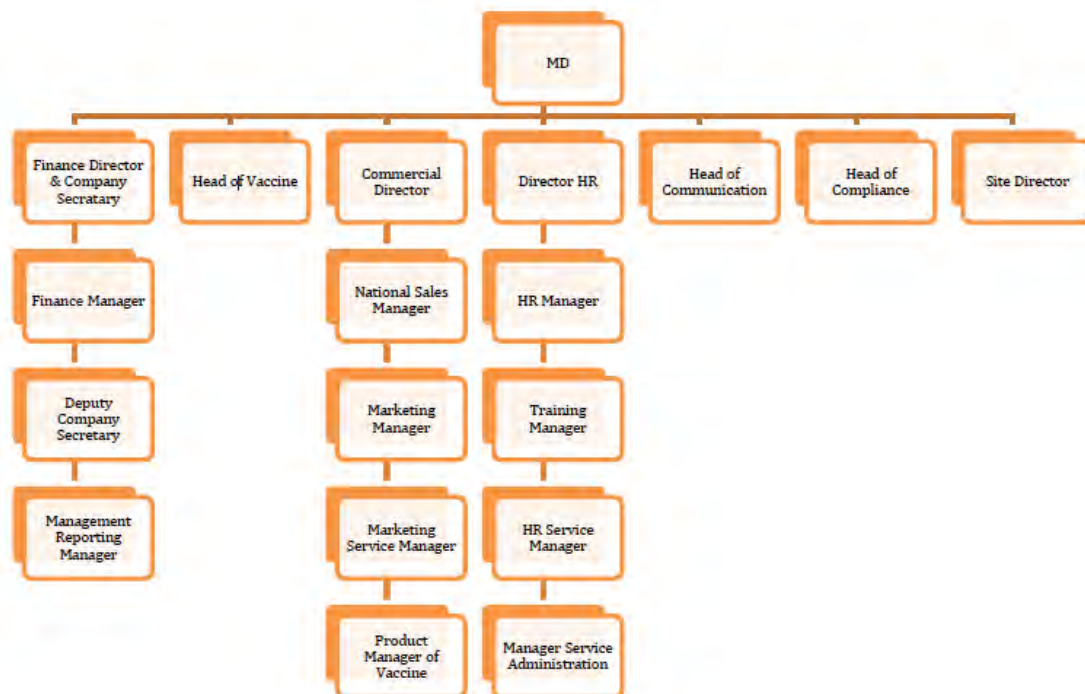 MD
Finance Director
& Company
Secratary
Head of Vaccine
Commercial
Director
Director HR
Head of
Communication
Head of
Compliance
Site Director
Finance Manager
National Sales
Manager
HR Manager
Deputy
Company
Secretary
Marketing
Manager
Training
Manager
Management
Reporting
Manager
Marketing
Service Manager
HR Service
Manager
Product
Manager of
Vaccine
Manager Service
Administration